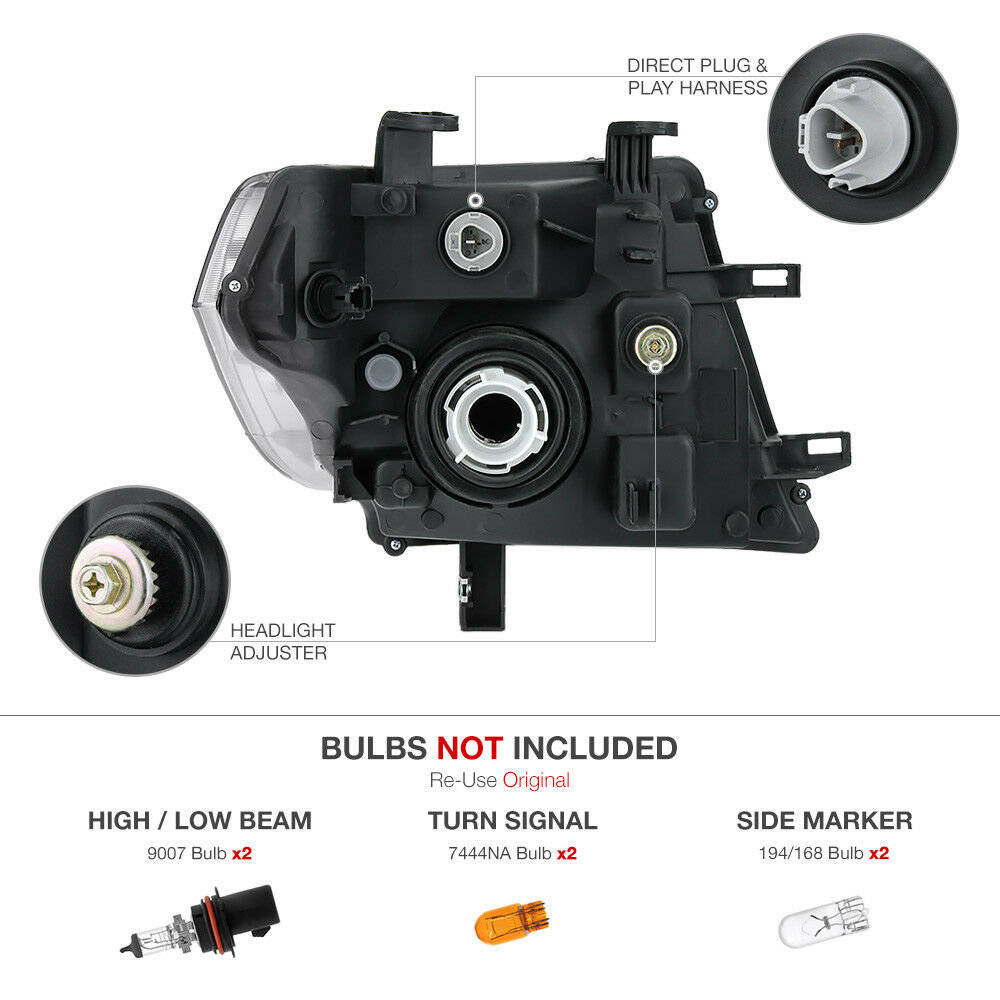 DIRECT PLUG &
PLAY HARNESS
HEADLIGHT
ADJUSTER
BULBS NOT INCLUDED
Re-Use Original
HIGH / LOW BEAM
9007 Bulb x2
TURN SIGNAL
7444NA Bulb x2
SIDE MARKER
194/168 Bulb x2